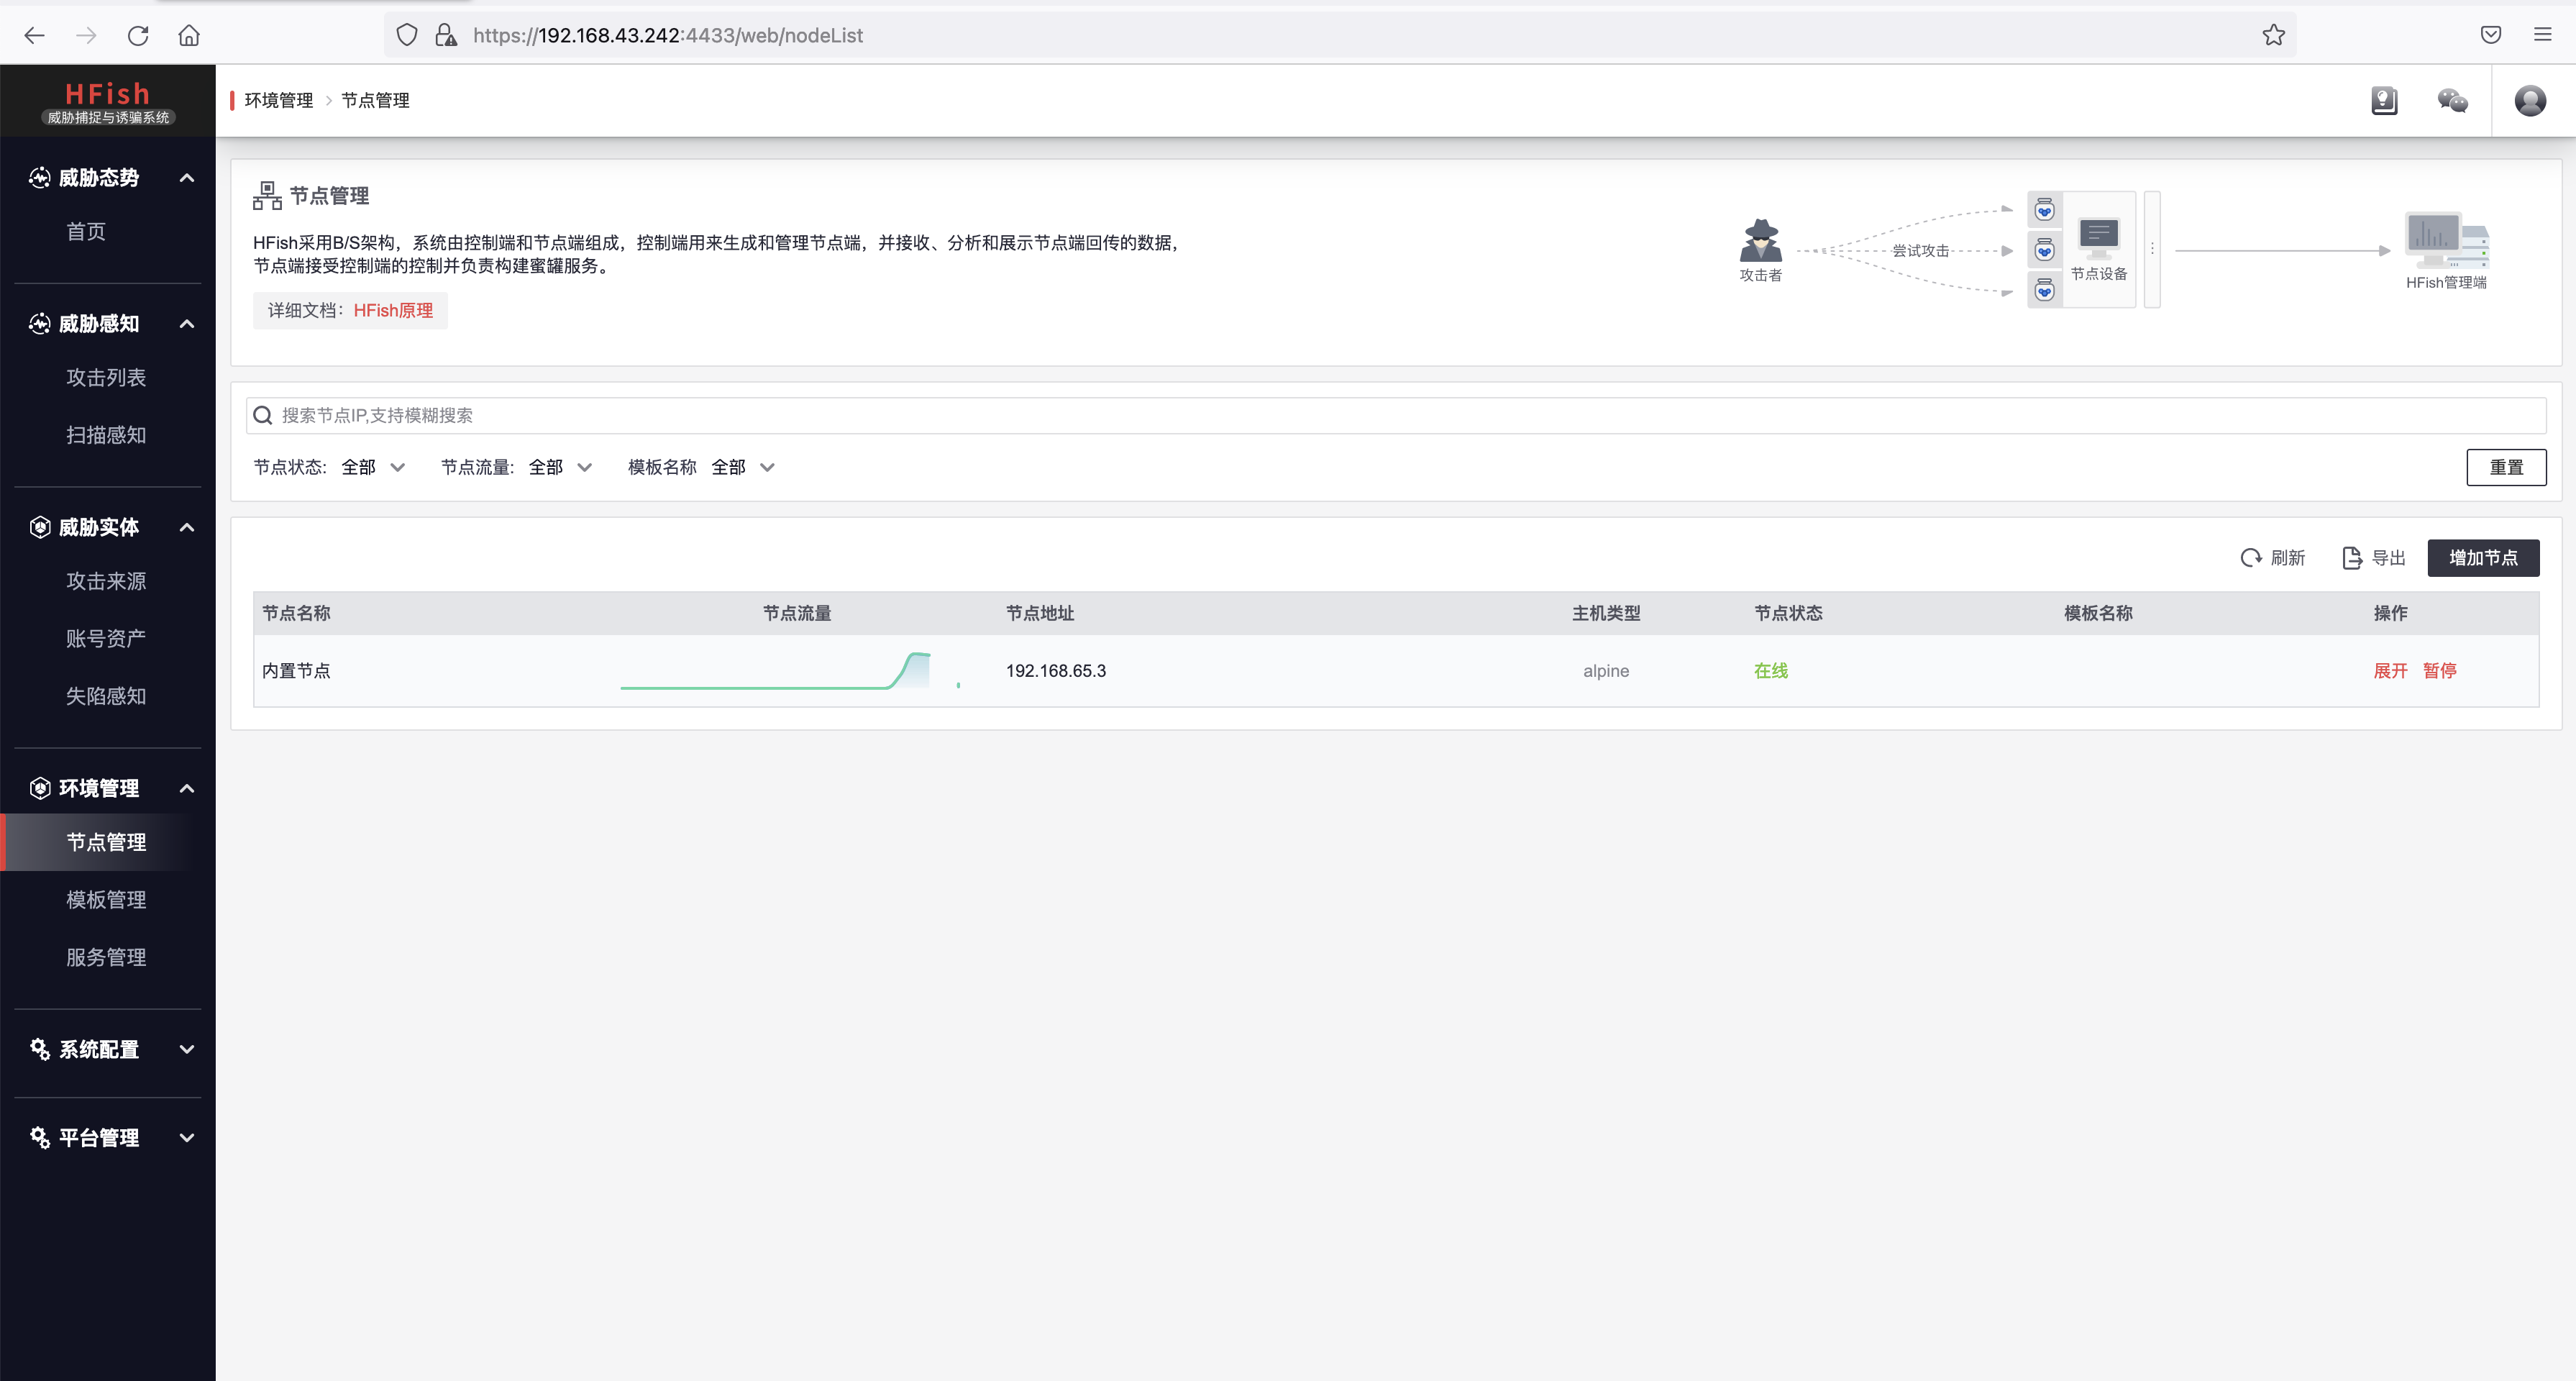 https://192.168.43.242:4433/web/nodeList
HFish
威胁捕捉与诱骗系统
威胁态势
首页
威胁感知
攻击列表
扫描感知
威胁实体
攻击来源
账号资产
失陷感知
环境管理
节点管理
模板管理
服务管理
系统配置
平台管理
环境管理 > 节点管理
节点管理
HFish采用B/S架构，系统由控制端和节点端组成，控制端用来生成和管理节点端，并接收、分析和展示节点端回传的数据，
节点端接受控制端的控制并负责构建蜜罐服务。
详细文档：HFish原理
攻击者
尝试攻击
节点设备
HFish管理端
搜索节点IP,支持模糊搜索
节点状态: 全部 节点流量: 全部 模板名称 全部
重置
刷新 导出 增加节点
节点名称 节点流量 节点地址 主机类型 节点状态 模板名称 操作
内置节点 192.168.65.3 alpine 在线 展开 暂停